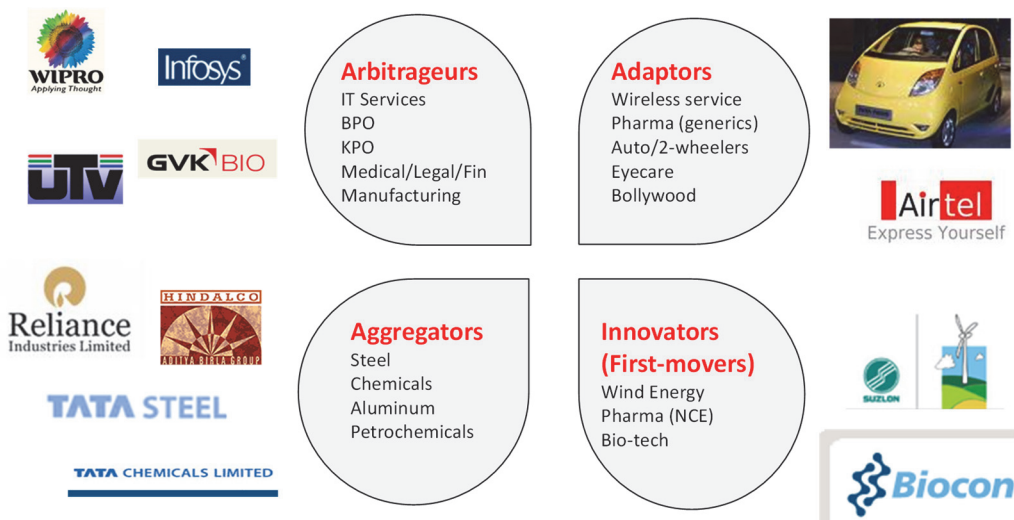 WIPRO
Applying Thought
Infosys®
UTV
GVK BIO
Arbitrageurs
IT Services
BPO
KPO
Medical/Legal/Fin
Manufacturing
Adaptors
Wireless service
Pharma (generics)
Auto/2-wheelers
Eyecare
Bollywood
Airtel
Express Yourself
Reliance
Industries Limited
HINDALCO
ADITYA BIRLA GROUP
TATA STEEL
TATA CHEMICALS LIMITED
Aggregators
Steel
Chemicals
Aluminum
Petrochemicals
Innovators
(First-movers)
Wind Energy
Pharma (NCE)
Bio-tech
SUZLON
Biocon